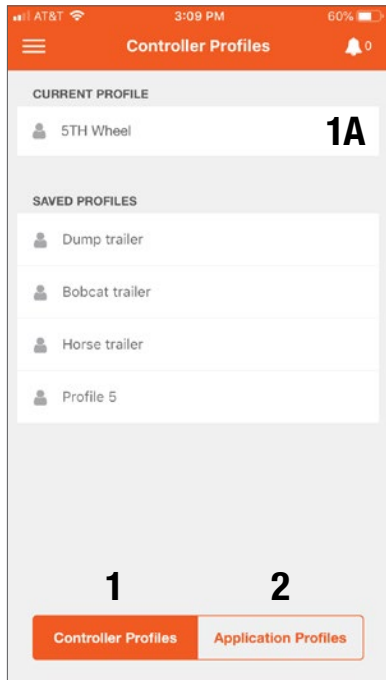 AT&T 3:09 PM 60%
Controller Profiles 0
CURRENT PROFILE
5TH Wheel 1A
SAVED PROFILES
Dump trailer
Bobcat trailer
Horse trailer
Profile 5
1 2
Controller Profiles Application Profiles